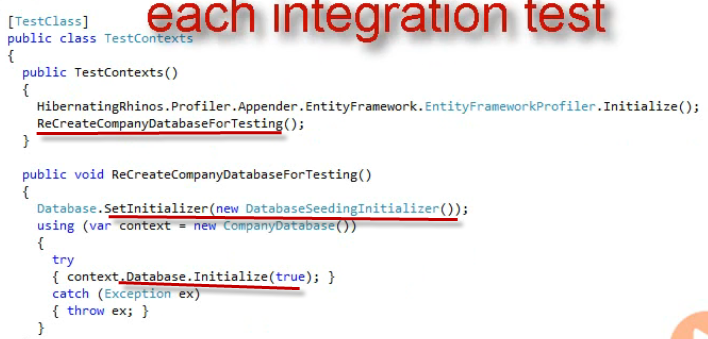 each integration test
[TestClass]
public class TestContexts
{
public TestContexts()
{
HibernatingRhinos.Profiler.Appender.EntityFramework.EntityFrameworkProfiler.Initialize();
ReCreateCompanyDatabaseForTesting();
}
public void ReCreateCompanyDatabaseForTesting()
{
Database.SetInitializer(new DatabaseSeedingInitializer());
using (var context = new CompanyDatabase())
{
try
{ context.Database.Initialize(true); }
catch (Exception ex)
{ throw ex; }
}